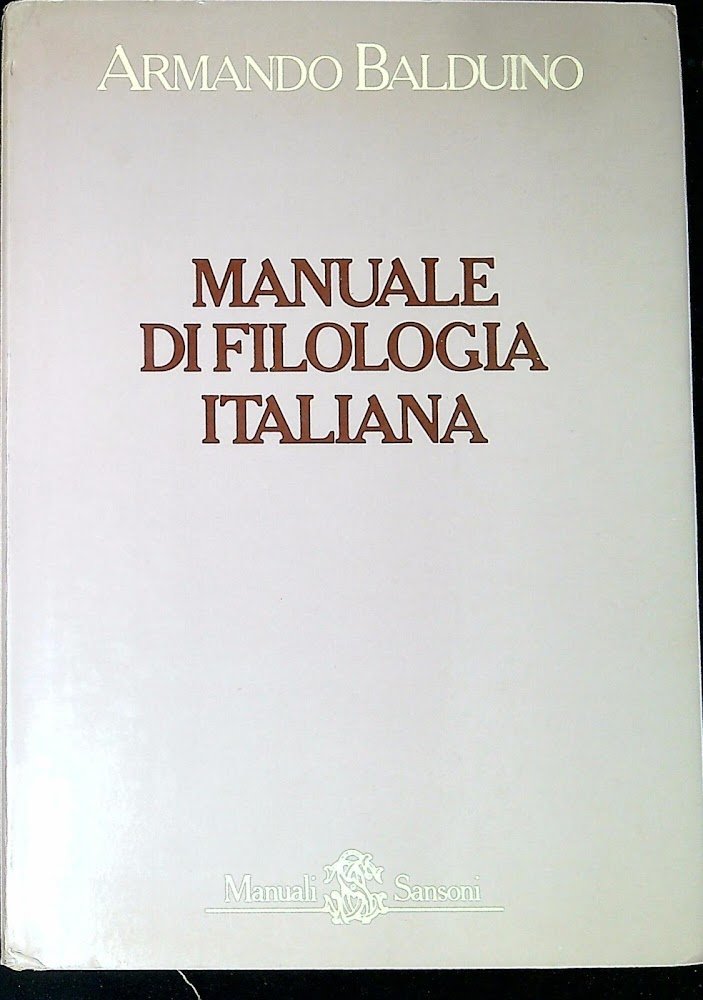 ARMANDO BALDUINO
MANUALE
DI FILOLOGIA
ITALIANA
Manuali Sansoni